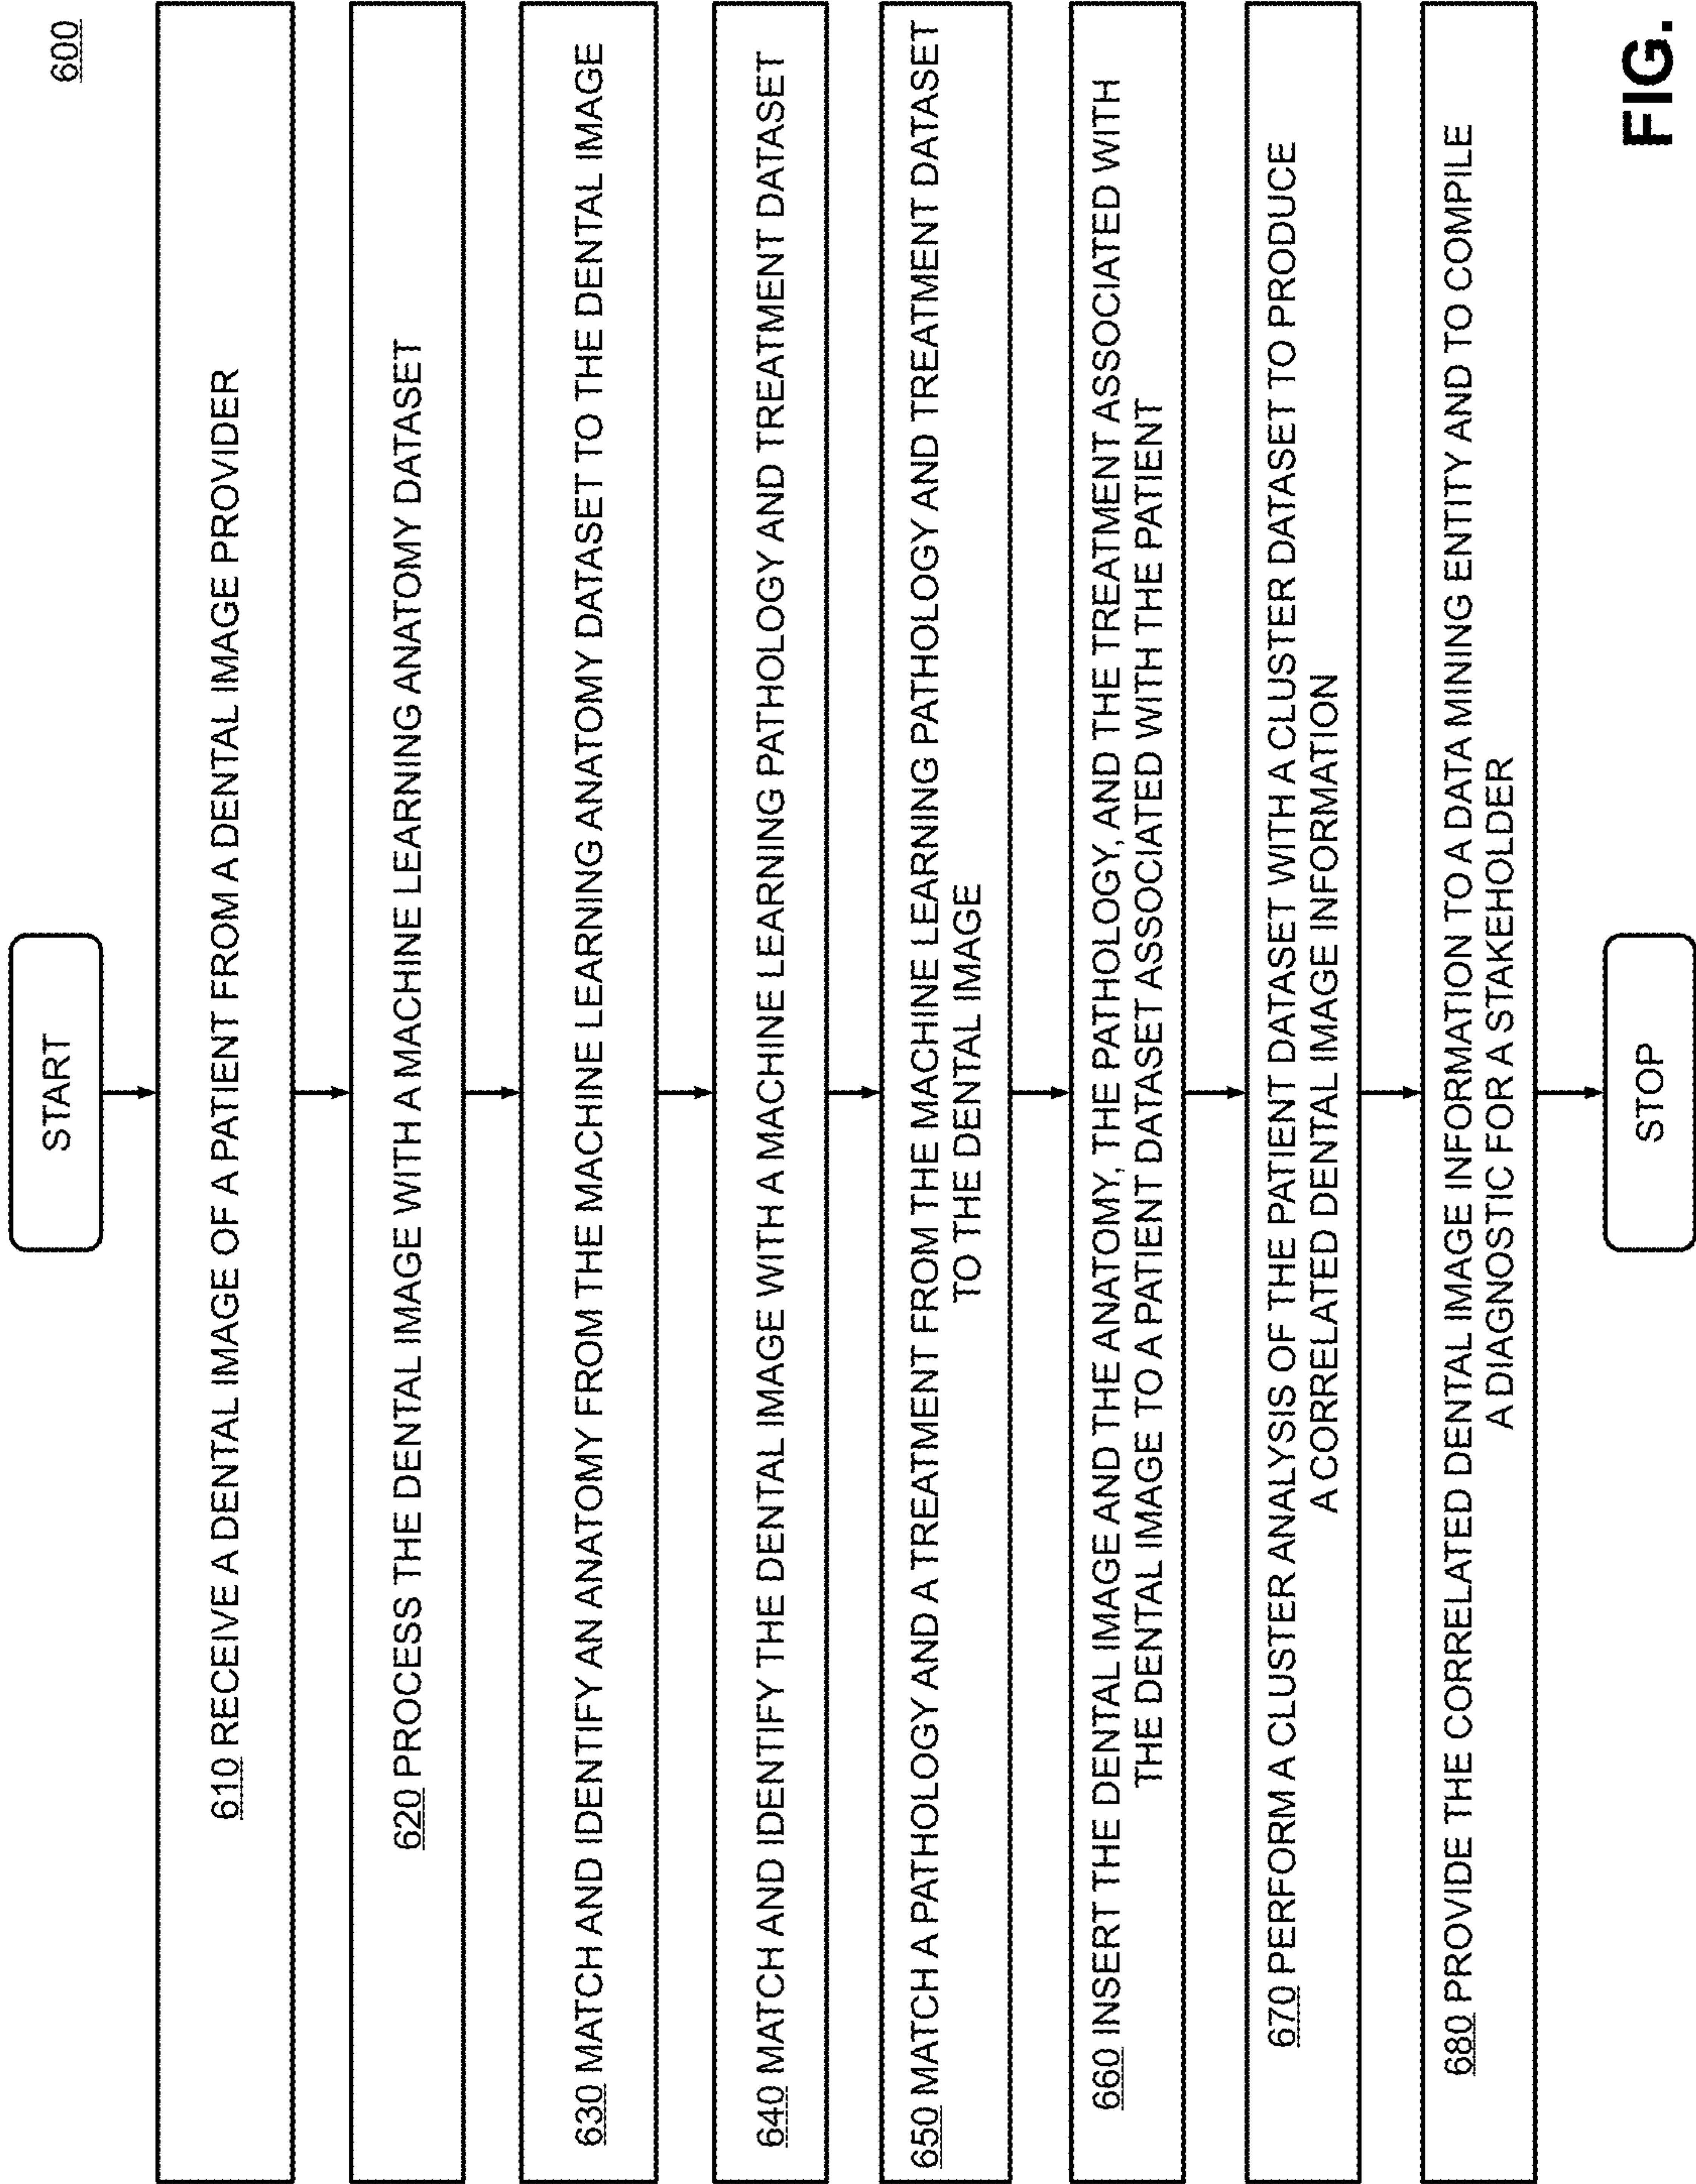 600
START
610 RECEIVE A DENTAL IMAGE OF A PATIENT FROM A DENTAL IMAGE PROVIDER
620 PROCESS THE DENTAL IMAGE WITH A MACHINE LEARNING ANATOMY DATASET
630 MATCH AND IDENTIFY AN ANATOMY FROM THE MACHINE LEARNING ANATOMY DATASET TO THE DENTAL IMAGE
640 MATCH AND IDENTIFY THE DENTAL IMAGE WITH A MACHINE LEARNING PATHOLOGY AND TREATMENT DATASET
650 MATCH A PATHOLOGY AND A TREATMENT FROM THE MACHINE LEARNING PATHOLOGY AND TREATMENT DATASET
TO THE DENTAL IMAGE
660 INSERT THE DENTAL IMAGE AND THE ANATOMY, THE PATHOLOGY, AND THE TREATMENT ASSOCIATED WITH
THE DENTAL IMAGE TO A PATIENT DATASET ASSOCIATED WITH THE PATIENT
670 PERFORM A CLUSTER ANALYSIS OF THE PATIENT DATASET WITH A CLUSTER DATASET TO PRODUCE
A CORRELATED DENTAL IMAGE INFORMATION
680 PROVIDE THE CORRELATED DENTAL IMAGE INFORMATION TO A DATA MINING ENTITY AND TO COMPILE
A DIAGNOSTIC FOR A STAKEHOLDER
STOP
FIG.